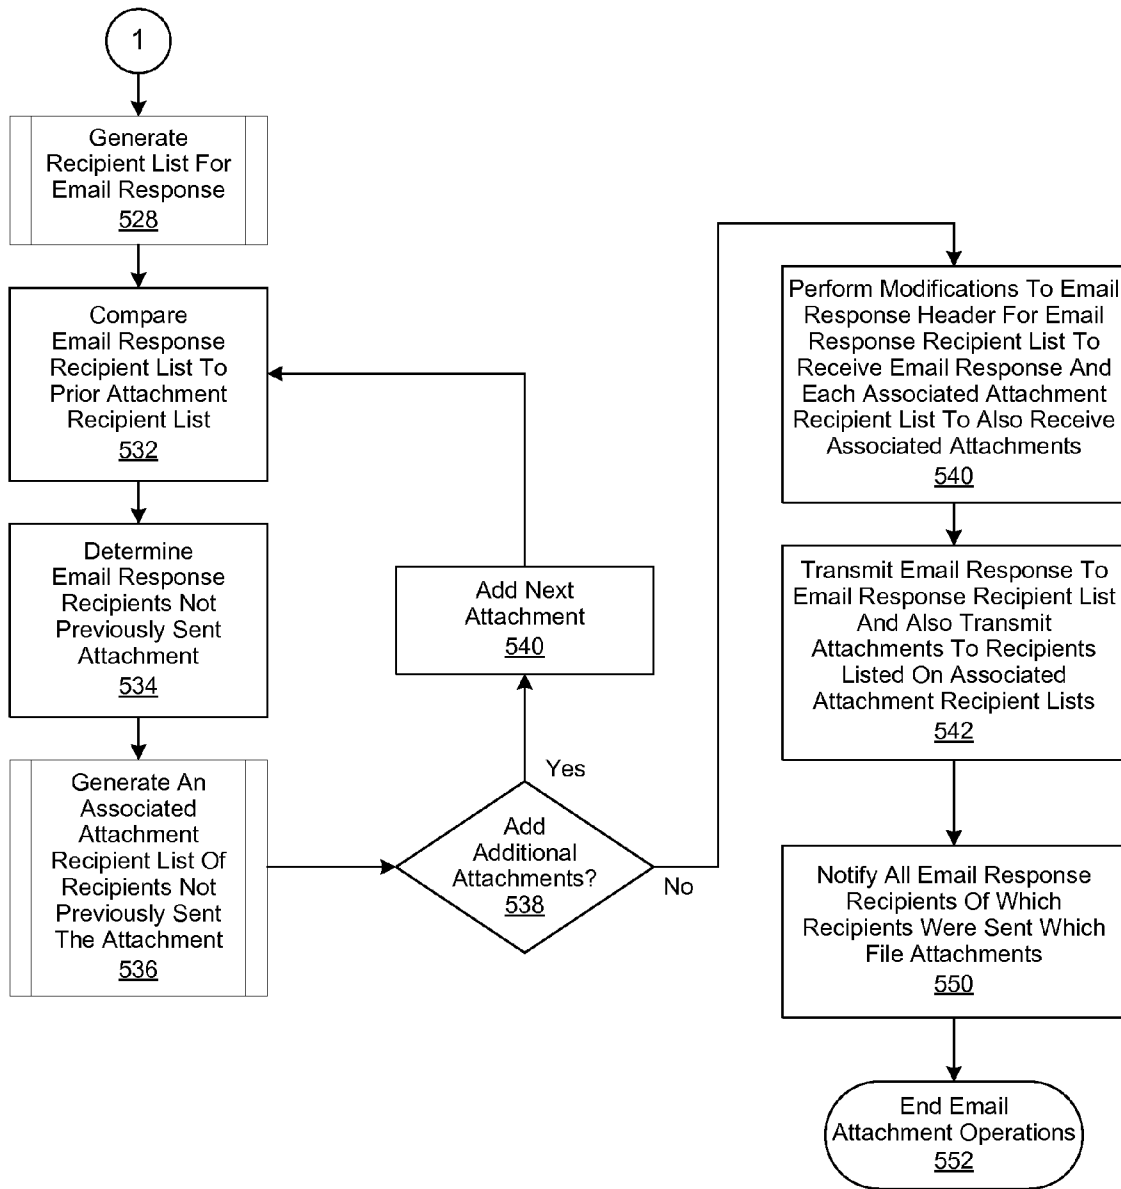 1
Generate
Recipient List For
Email Response
528
Compare
Email Response
Recipient List To
Prior Attachment
Recipient List
532
Determine
Email Response
Recipients Not
Previously Sent
Attachment
534
Generate An
Associated
Attachment
Recipient List Of
Recipients Not
Previously Sent
The Attachment
536
Add Next
Attachment
540
Yes
Add
Additional
Attachments?
538
No
Perform Modifications To Email
Response Header For Email
Response Recipient List To
Receive Email Response And
Each Associated Attachment
Recipient List To Also Receive
Associated Attachments
540
Transmit Email Response To
Email Response Recipient List
And Also Transmit
Attachments To Recipients
Listed On Associated
Attachment Recipient Lists
542
Notify All Email Response
Recipients Of Which
Recipients Were Sent Which
File Attachments
550
End Email
Attachment Operations
552